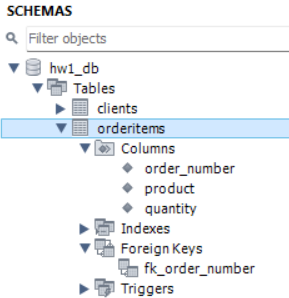 SCHEMAS
Filter objects
hw1_db
Tables
clients
orderitems
Columns
order_number
product
quantity
Indexes
Foreign Keys
fk_order_number
Triggers